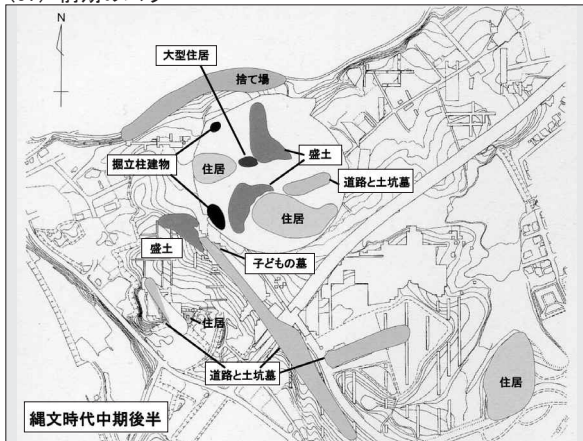 N
大型住居
捨て場
掘立柱建物
住居
盛土
道路と土坑墓
住居
盛土
子どもの墓
住居
道路と土坑墓
住居
縄文時代中期後半